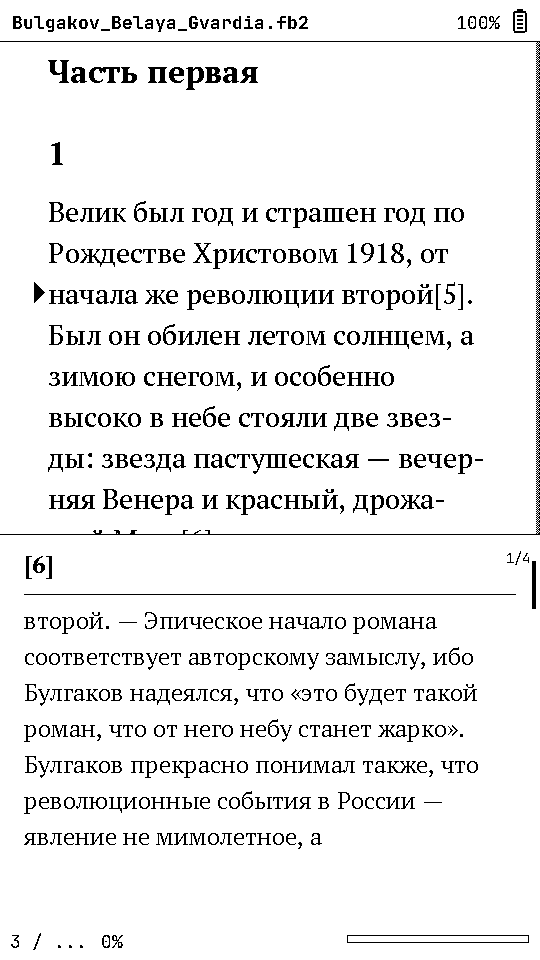 Bulgakov_Belaya_Gvardia.fb2 100%
Часть первая
1
Велик был год и страшен год по
Рождестве Христовом 1918, от
начала же революции второй[5].
Был он обилен летом солнцем, а
зимою снегом, и особенно
высоко в небе стояли две звез-
ды: звезда пастушеская — вечер-
няя Венера и красный, дрожа-
[6] 1/4
второй. — Эпическое начало романа
соответствует авторскому замыслу, ибо
Булгаков надеялся, что «это будет такой
роман, что от него небу станет жарко».
Булгаков прекрасно понимал также, что
революционные события в России —
явление не мимолетное, а
3 / ... 0%